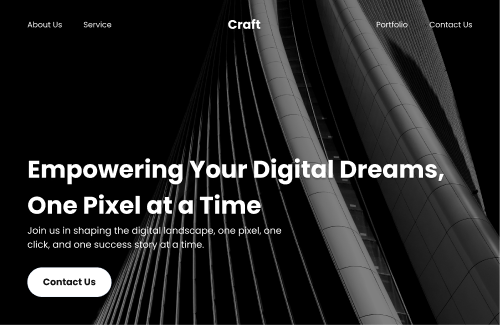 About Us Service Craft Portfolio Contact Us
Empowering Your Digital Dreams,
One Pixel at a Time
Join us in shaping the digital landscape, one pixel, one
click, and one success story at a time.
Contact Us